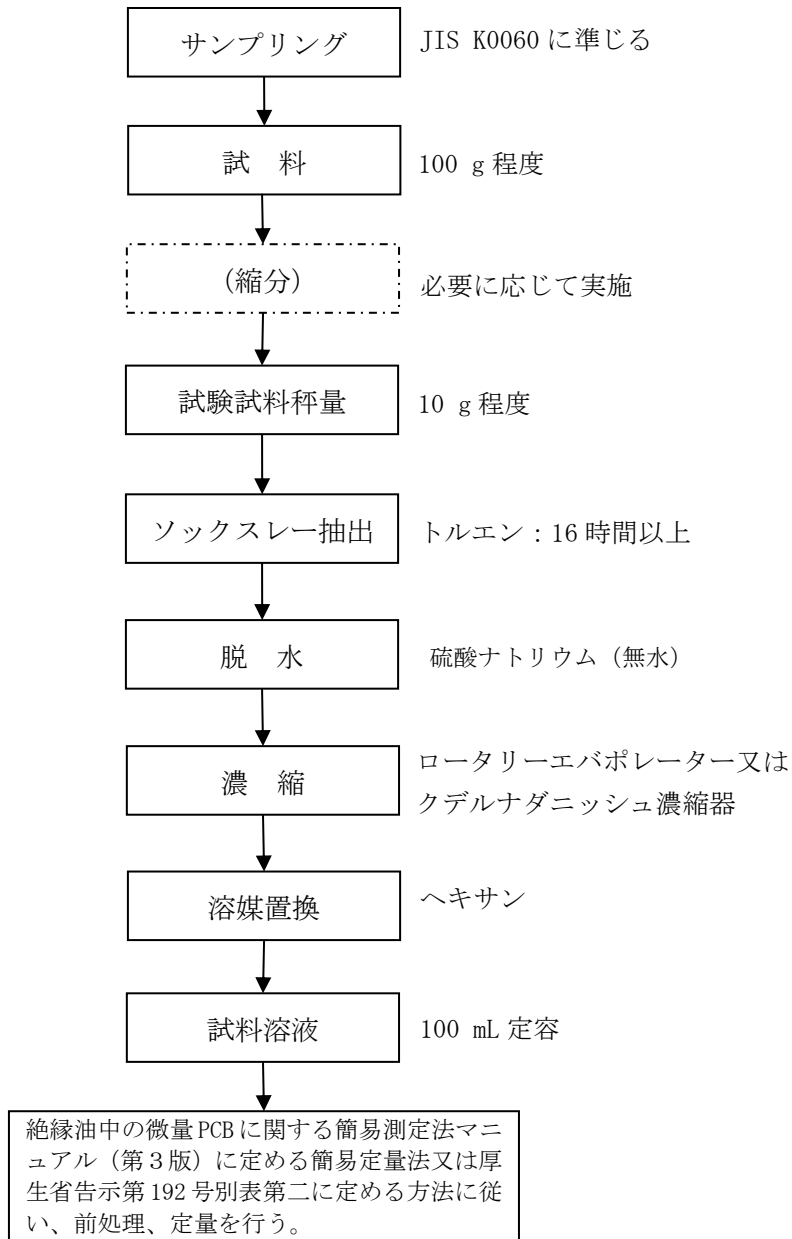 サンプリング JIS K0060 に準じる
試 料 100 g 程度
(縮分) 必要に応じて実施
試験試料秤量 10 g 程度
ソックスレー抽出 トルエン：16 時間以上
脱 水 硫酸ナトリウム（無水）
濃 縮 ロータリーエバポレーター又は
クデルナダニッシュ濃縮器
溶媒置換 ヘキサン
試料溶液 100 mL 定容
絶縁油中の微量 PCB に関する簡易測定法マニ
ュアル（第３版）に定める簡易定量法又は厚
生省告示第 192 号別表第二に定める方法に従
い、前処理、定量を行う。